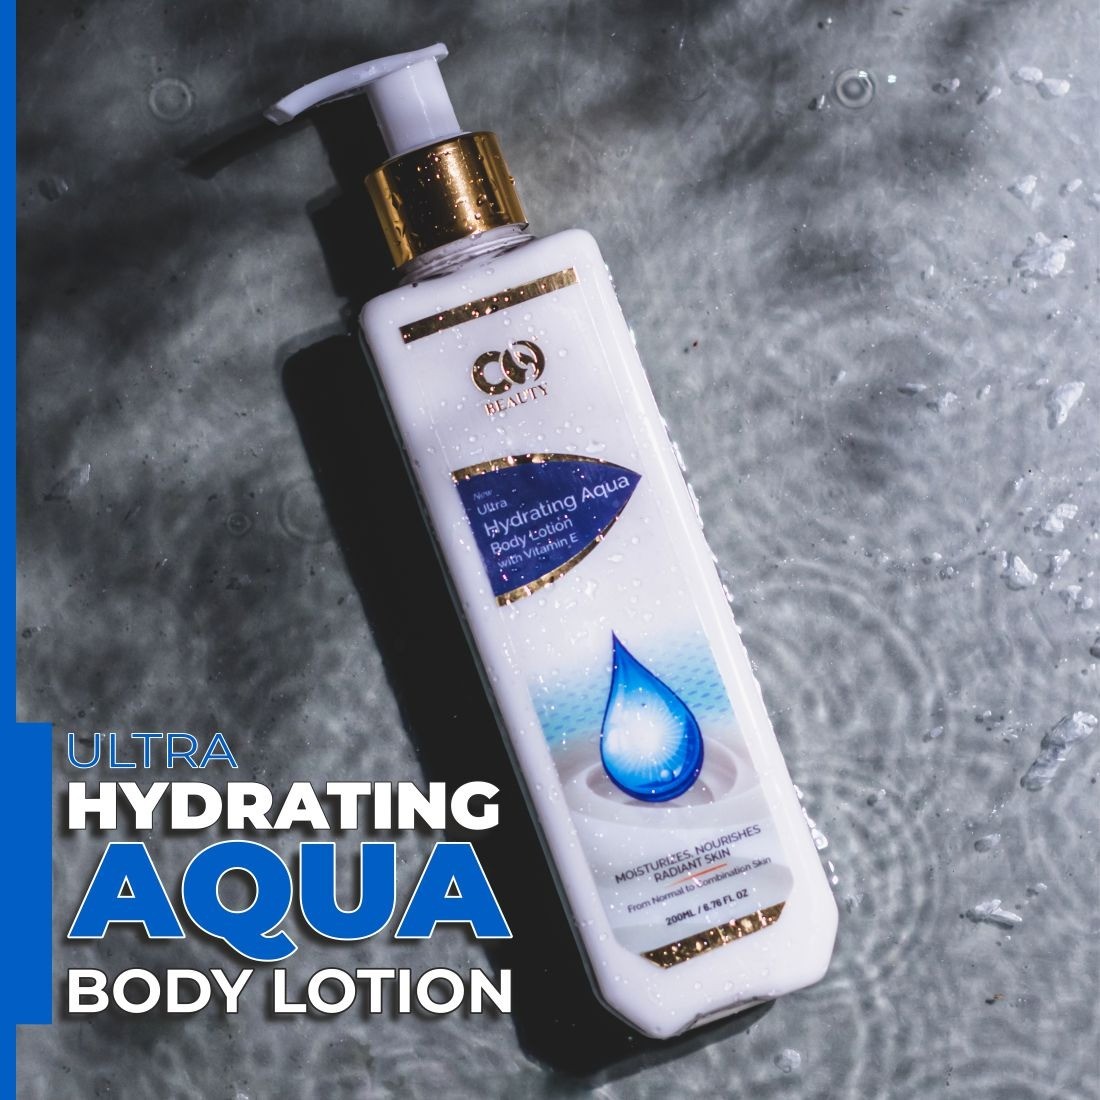 BEAUTY
New
Ultra
Hydrating Aqua
Body Lotion
with Vitamin E
MOISTURIZES, NOURISHES
RADIANT SKIN
From Normal to Combination Skin
200ML / 6.76 FL OZ
ULTRA
HYDRATING
AQUA
BODY LOTION